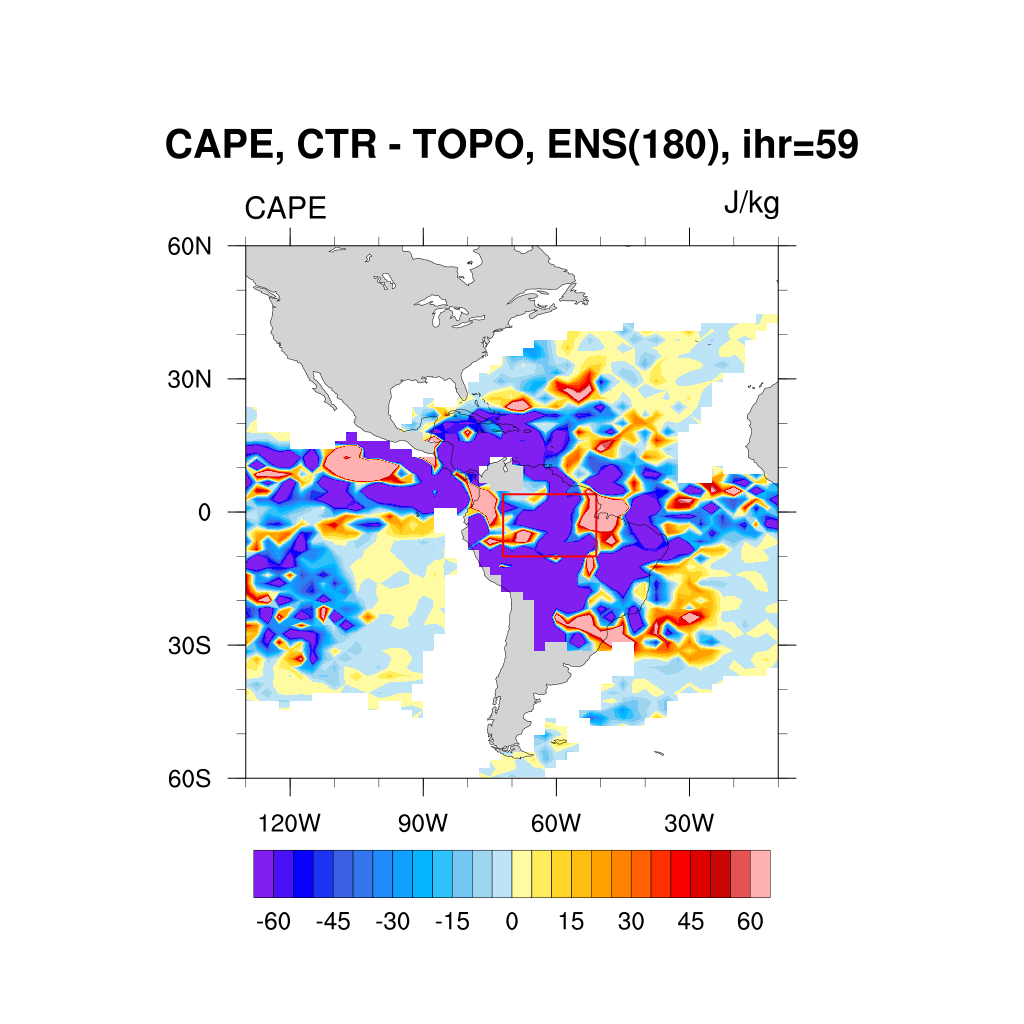 CAPE, CTR - TOPO, ENS(180), ihr=59
CAPE J/kg
60N
30N
0
30S
60S
120W 90W 60W 30W
-60 -45 -30 -15 0 15 30 45 60